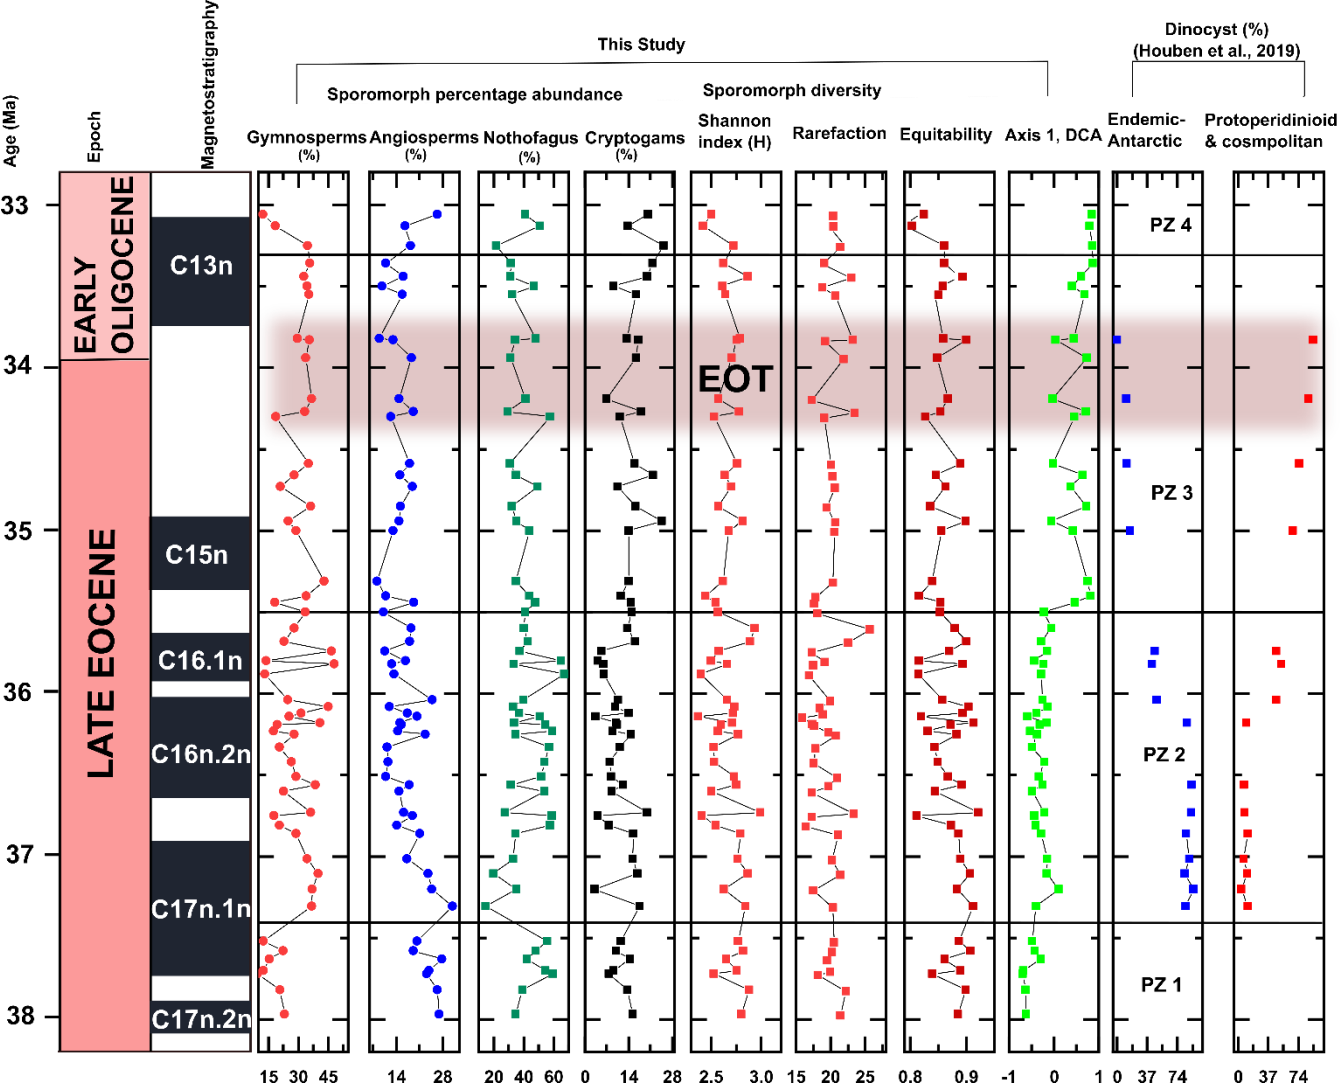 Dinocyst (%)
This Study
(Houben et al., 2019)
Sporomorph percentage abundance
Sporomorph diversity
Age (Ma)
Epoch
Magnetostratigraphy
Gymnosperms
(%)
Angiosperms
(%)
Nothofagus
(%)
Cryptogams
(%)
Shannon
index (H)
Rarefaction
Equitability
Axis 1, DCA
Endemic-
Antarctic
Protoperidinioid
& cosmpolitan
33
34
35
36
37
38
EARLY
OLIGOCENE
LATE EOCENE
C13n
C15n
C16.1n
C16n.2n
C17n.1n
C17n.2n
EOT
PZ 4
PZ 3
PZ 2
PZ 1
15 30 45
14 28
20 40 60
0 14 28
2.5 3.0
15 20 25
0.8 0.9
-1 0 1
0 37 74
0 37 74